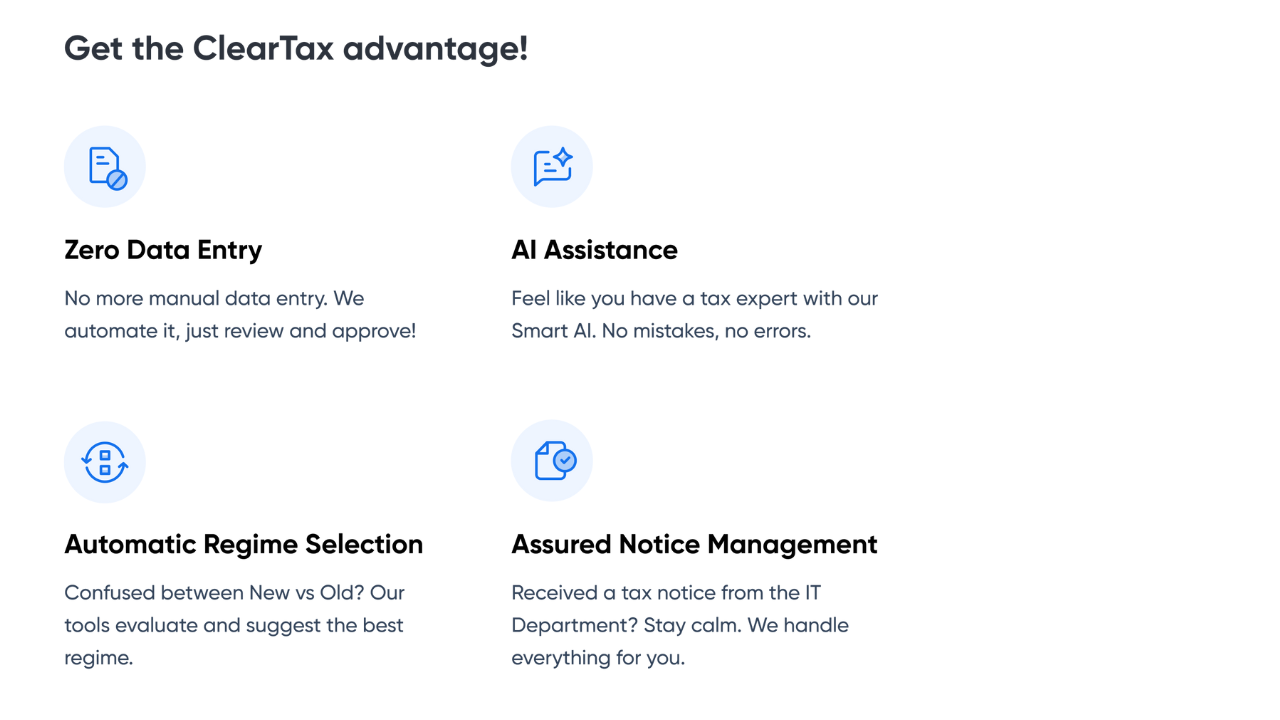 Get the ClearTax advantage!
Zero Data Entry
No more manual data entry. We
automate it, just review and approve!
AI Assistance
Feel like you have a tax expert with our
Smart AI. No mistakes, no errors.
Automatic Regime Selection
Confused between New vs Old? Our
tools evaluate and suggest the best
regime.
Assured Notice Management
Received a tax notice from the IT
Department? Stay calm. We handle
everything for you.